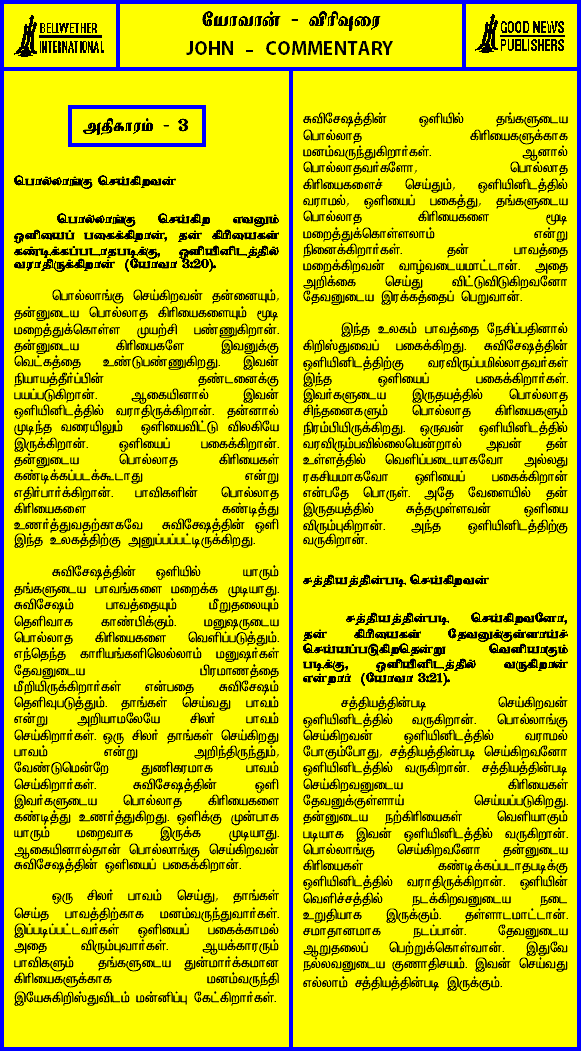 BELIWETHER
INTERNATIONAL
யோவான் - விரிவுரை
JOHN - COMMENTARY
GOOD NEWS
PUBLISHERS
அதிகாரம் - 3
பொல்லாங்கு செய்கிறவன்
பொல்லாங்கு செய்கிற எவனும்
ஒளியைப் பகைக்கிறான், தன் கிரியைகள்
கண்டிக்கப்படாதபடிக்கு, ஒளியினிடத்தில்
வராதிருக்கிறான் (யோவா 3:20).
பொல்லாங்கு செய்கிறவன் தன்னையும்,
தன்னுடைய பொல்லாத கிரியைகளையும் மூடி
மறைத்துக்கொள்ள முயற்சி பண்ணுகிறான்.
தன்னுடைய கிரியைகளே இவனுக்கு
வெட்கத்தை உண்டுபண்ணுகிறது. இவன்
நியாயத்தீர்ப்பின் தண்டனைக்கு
பயப்படுகிறான். ஆகையினால் இவன்
ஒளியினிடத்தில் வராதிருக்கிறான். தன்னால்
முடிந்த வரையிலும் ஒளியைவிட்டு விலகியே
இருக்கிறான். ஒளியைப் பகைக்கிறான்.
தன்னுடைய பொல்லாத கிரியைகள்
கண்டிக்கப்படக்கூடாது என்று
எதிர்பார்க்கிறான். பாவிகளின் பொல்லாத
கிரியைகளை கண்டித்து
உணர்த்துவதற்காகவே சுவிசேஷத்தின் ஒளி
இந்த உலகத்திற்கு அனுப்பப்பட்டிருக்கிறது.
சுவிசேஷத்தின் ஒளியில் யாரும்
தங்களுடைய பாவங்களை மறைக்க முடியாது.
சுவிசேஷம் பாவத்தையும் மீறுதலையும்
தெளிவாக காண்பிக்கும். மனுஷருடைய
பொல்லாத கிரியைகளை வெளிப்படுத்தும்.
எந்தெந்த காரியங்களிலெல்லாம் மனுஷர்கள்
தேவனுடைய பிரமாணத்தை
மீறியிருக்கிறார்கள் என்பதை சுவிசேஷம்
தெளிவுபடுத்தும். தாங்கள் செய்வது பாவம்
என்று அறியாமலேயே சிலர் பாவம்
செய்கிறார்கள். ஒரு சிலர் தாங்கள் செய்கிறது
பாவம் என்று அறிந்திருந்தும்,
வேண்டுமென்றே துணிகரமாக பாவம்
செய்கிறார்கள். சுவிசேஷத்தின் ஒளி
இவர்களுடைய பொல்லாத கிரியைகளை
கண்டித்து உணர்த்துகிறது. ஒளிக்கு முன்பாக
யாரும் மறைவாக இருக்க முடியாது.
ஆகையினால்தான் பொல்லாங்கு செய்கிறவன்
சுவிசேஷத்தின் ஒளியைப் பகைக்கிறான்.
ஒரு சிலர் பாவம் செய்து, தாங்கள்
செய்த பாவத்திற்காக மனம்வருந்துவார்கள்.
இப்படிப்பட்டவர்கள் ஒளியைப் பகைக்காமல்
அதை விரும்புவார்கள். ஆயக்காரரும்
பாவிகளும் தங்களுடைய துன்மார்க்கமான
கிரியைகளுக்காக மனம்வருந்தி
இயேசுகிறிஸ்துவிடம் மன்னிப்பு கேட்கிறார்கள்.
சுவிசேஷத்தின் ஒளியில் தங்களுடைய
பொல்லாத கிரியைகளுக்காக
மனம்வருந்துகிறார்கள். ஆனால்
பொல்லாதவர்களோ, பொல்லாத
கிரியைகளைச் செய்தும், ஒளியினிடத்தில்
வராமல், ஒளியைப் பகைத்து, தங்களுடைய
பொல்லாத கிரியைகளை மூடி
மறைத்துக்கொள்ளலாம் என்று
நினைக்கிறார்கள். தன் பாவத்தை
மறைக்கிறவன் வாழ்வடையமாட்டான். அதை
அறிக்கை செய்து விட்டுவிடுகிறவனோ
தேவனுடைய இரக்கத்தைப் பெறுவான்.
இந்த உலகம் பாவத்தை நேசிப்பதினால்
கிறிஸ்துவைப் பகைக்கிறது. சுவிசேஷத்தின்
ஒளியினிடத்திற்கு வரவிருப்பமில்லாதவர்கள்
இந்த ஒளியைப் பகைக்கிறார்கள்.
இவர்களுடைய இருதயத்தில் பொல்லாத
சிந்தனைகளும் பொல்லாத கிரியைகளும்
நிரம்பியிருக்கிறது. ஒருவன் ஒளியினிடத்தில்
வரவிரும்பவில்லையென்றால் அவன் தன்
உள்ளத்தில் வெளிப்படையாகவோ அல்லது
ரகசியமாகவோ ஒளியைப் பகைக்கிறான்
என்பதே பொருள். அதே வேளையில் தன்
இருதயத்தில் சுத்தமுள்ளவன் ஒளியை
விரும்புகிறான். அந்த ஒளியினிடத்திற்கு
வருகிறான்.
சத்தியத்தின்படி செய்கிறவன்
சத்தியத்தின்படி செய்கிறவனோ,
தன் கிரியைகள் தேவனுக்குள்ளாய்ச்
செய்யப்படுகிறதென்று வெளியாகும்
படிக்கு, ஒளியினிடத்தில் வருகிறான்
என்றார் (யோவா 3:21).
சத்தியத்தின்படி செய்கிறவன்
ஒளியினிடத்தில் வருகிறான். பொல்லாங்கு
செய்கிறவன் ஒளியினிடத்தில் வராமல்
போகும்போது, சத்தியத்தின்படி செய்கிறவனோ
ஒளியினிடத்தில் வருகிறான். சத்தியத்தின்படி
செய்கிறவனுடைய கிரியைகள்
தேவனுக்குள்ளாய் செய்யப்படுகிறது.
தன்னுடைய நற்கிரியைகள் வெளியாகும்
படியாக இவன் ஒளியினிடத்தில் வருகிறான்.
பொல்லாங்கு செய்கிறவனோ தன்னுடைய
கிரியைகள் கண்டிக்கப்படாதபடிக்கு
ஒளியினிடத்தில் வராதிருக்கிறான். ஒளியின்
வெளிச்சத்தில் நடக்கிறவனுடைய நடை
உறுதியாக இருக்கும். தள்ளாடமாட்டான்.
சமாதானமாக நடப்பான். தேவனுடைய
ஆறுதலைப் பெற்றுக்கொள்வான். இதுவே
நல்லவனுடைய குணாதிசயம். இவன் செய்வது
எல்லாம் சத்தியத்தின்படி இருக்கும்.